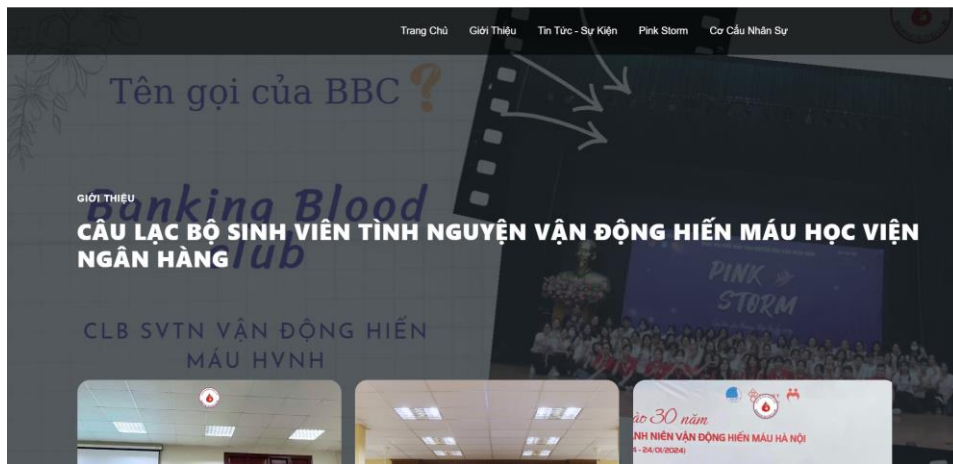 Trang Chủ Giới Thiệu Tin Tức - Sự Kiện Pink Storm Cơ Cấu Nhân Sự
Tên gọi của BBC?
Banking Blood
club
GIỚI THIỆU
CÂU LẠC BỘ SINH VIÊN TÌNH NGUYỆN VẬN ĐỘNG HIẾN MÁU HỌC VIỆN
NGÂN HÀNG
PINK
STORM
CLB SVTN VẬN ĐỘNG HIẾN
MÁU HVNH
30 năm
NH NIÊN VẬN ĐỘNG HIẾN MÁU HÀ NỘI
- 24/01/2024)